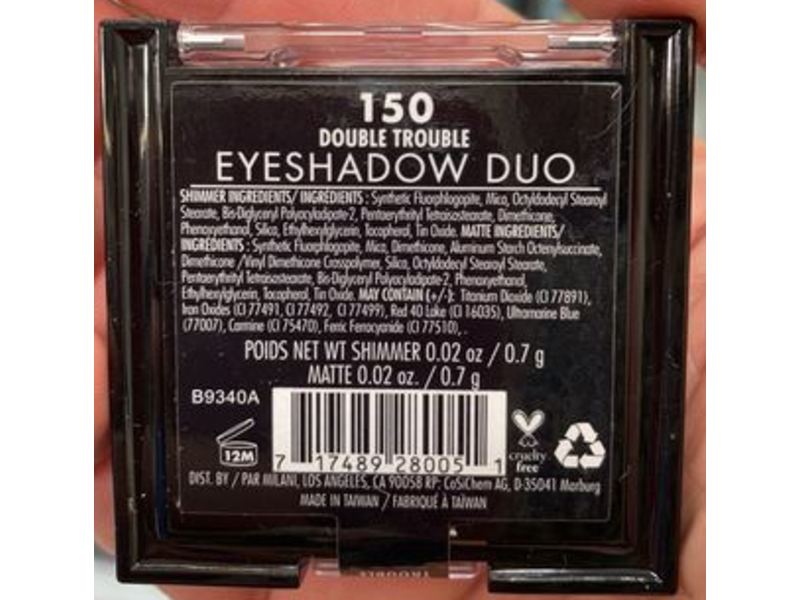 150
DOUBLE TROUBLE
EYESHADOW DUO
SHIMMER INGREDIENTS/ INGRÉDIENTS : Synthetic Fluorphlogopite, Mica, Octyldodecyl Stearoyl
Stearate, Bis-Diglyceryl Polyacyladipate-2, Pentaerythrityl Tetraisostearate, Dimethicone,
Phenoxyethanol, Silica, Ethylhexylglycerin, Tocopherol, Tin Oxide. MATTE INGREDIENTS/
INGRÉDIENTS : Synthetic Fluorphlogopite, Mica, Dimethicone, Aluminum Starch Octenylsuccinate,
Dimethicone /Vinyl Dimethicone Crosspolymer, Silica, Octyldodecyl Stearoyl Stearate,
Pentaerythrityl Tetraisostearate, Bis-Diglyceryl Polyacyladipate-2, Phenoxyethanol,
Ethylhexylglycerin, Tocopherol, Tin Oxide. MAY CONTAIN (+/-): Titanium Dioxide (CI 77891),
Iron Oxides (CI 77491, CI 77492, CI 77499), Red 40 Lake (CI 16035), Ultramarine Blue
(77007), Carmine (CI 75470), Ferric Ferrocyanide (CI 77510), .
POIDS NET WT SHIMMER 0.02 oz / 0.7 g
MATTE 0.02 oz. / 0.7 g
B9340A
12M
7 17489 28005 1
cruelty
free
DIST. BY / PAR MILANI, LOS ANGELES, CA 90058 RP: CoSiChem AG, D-35041 Marburg
MADE IN TAIWAN / FABRIQUÉ À TAÏWAN